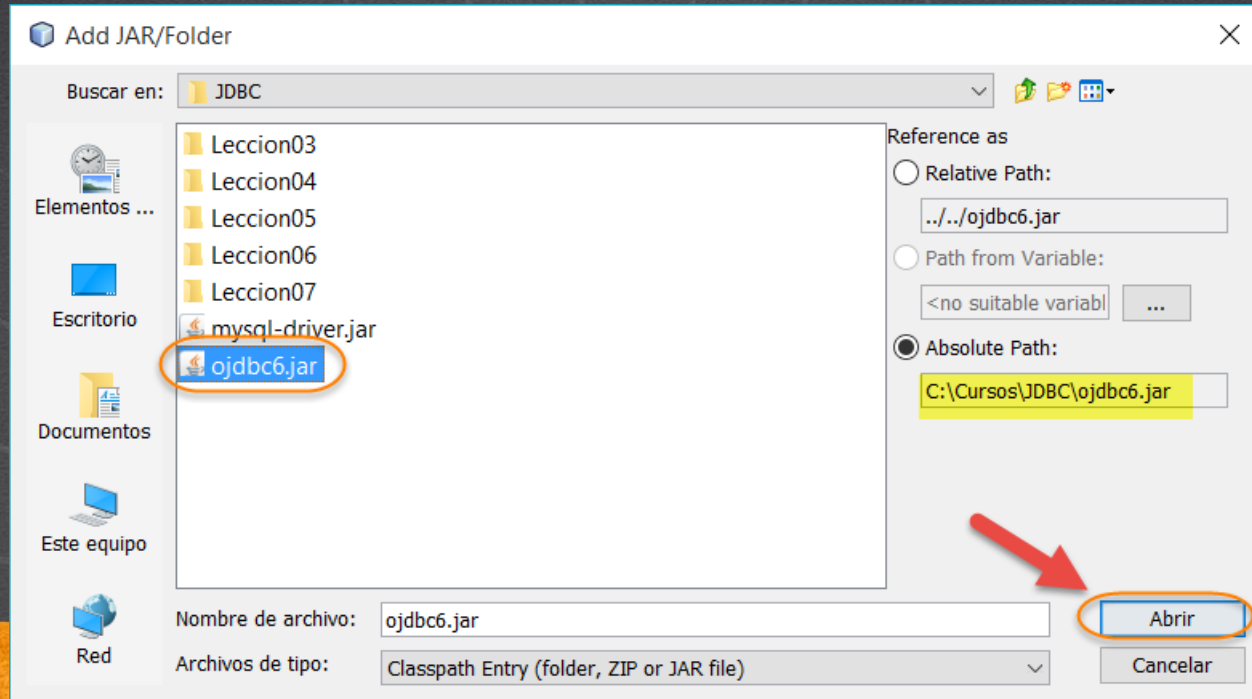 Add JAR/Folder
Buscar en:
JDBC
Elementos ...
Escritorio
Documentos
Este equipo
Red
Leccion03
Leccion04
Leccion05
Leccion06
Leccion07
mysql-driver.jar
ojdbc6.jar
Reference as
Relative Path:
../../ojdbc6.jar
Path from Variable:
<no suitable variabl
...
Absolute Path:
C:\Cursos\JDBC\ojdbc6.jar
Nombre de archivo:
ojdbc6.jar
Abrir
Archivos de tipo:
Classpath Entry (folder, ZIP or JAR file)
Cancelar